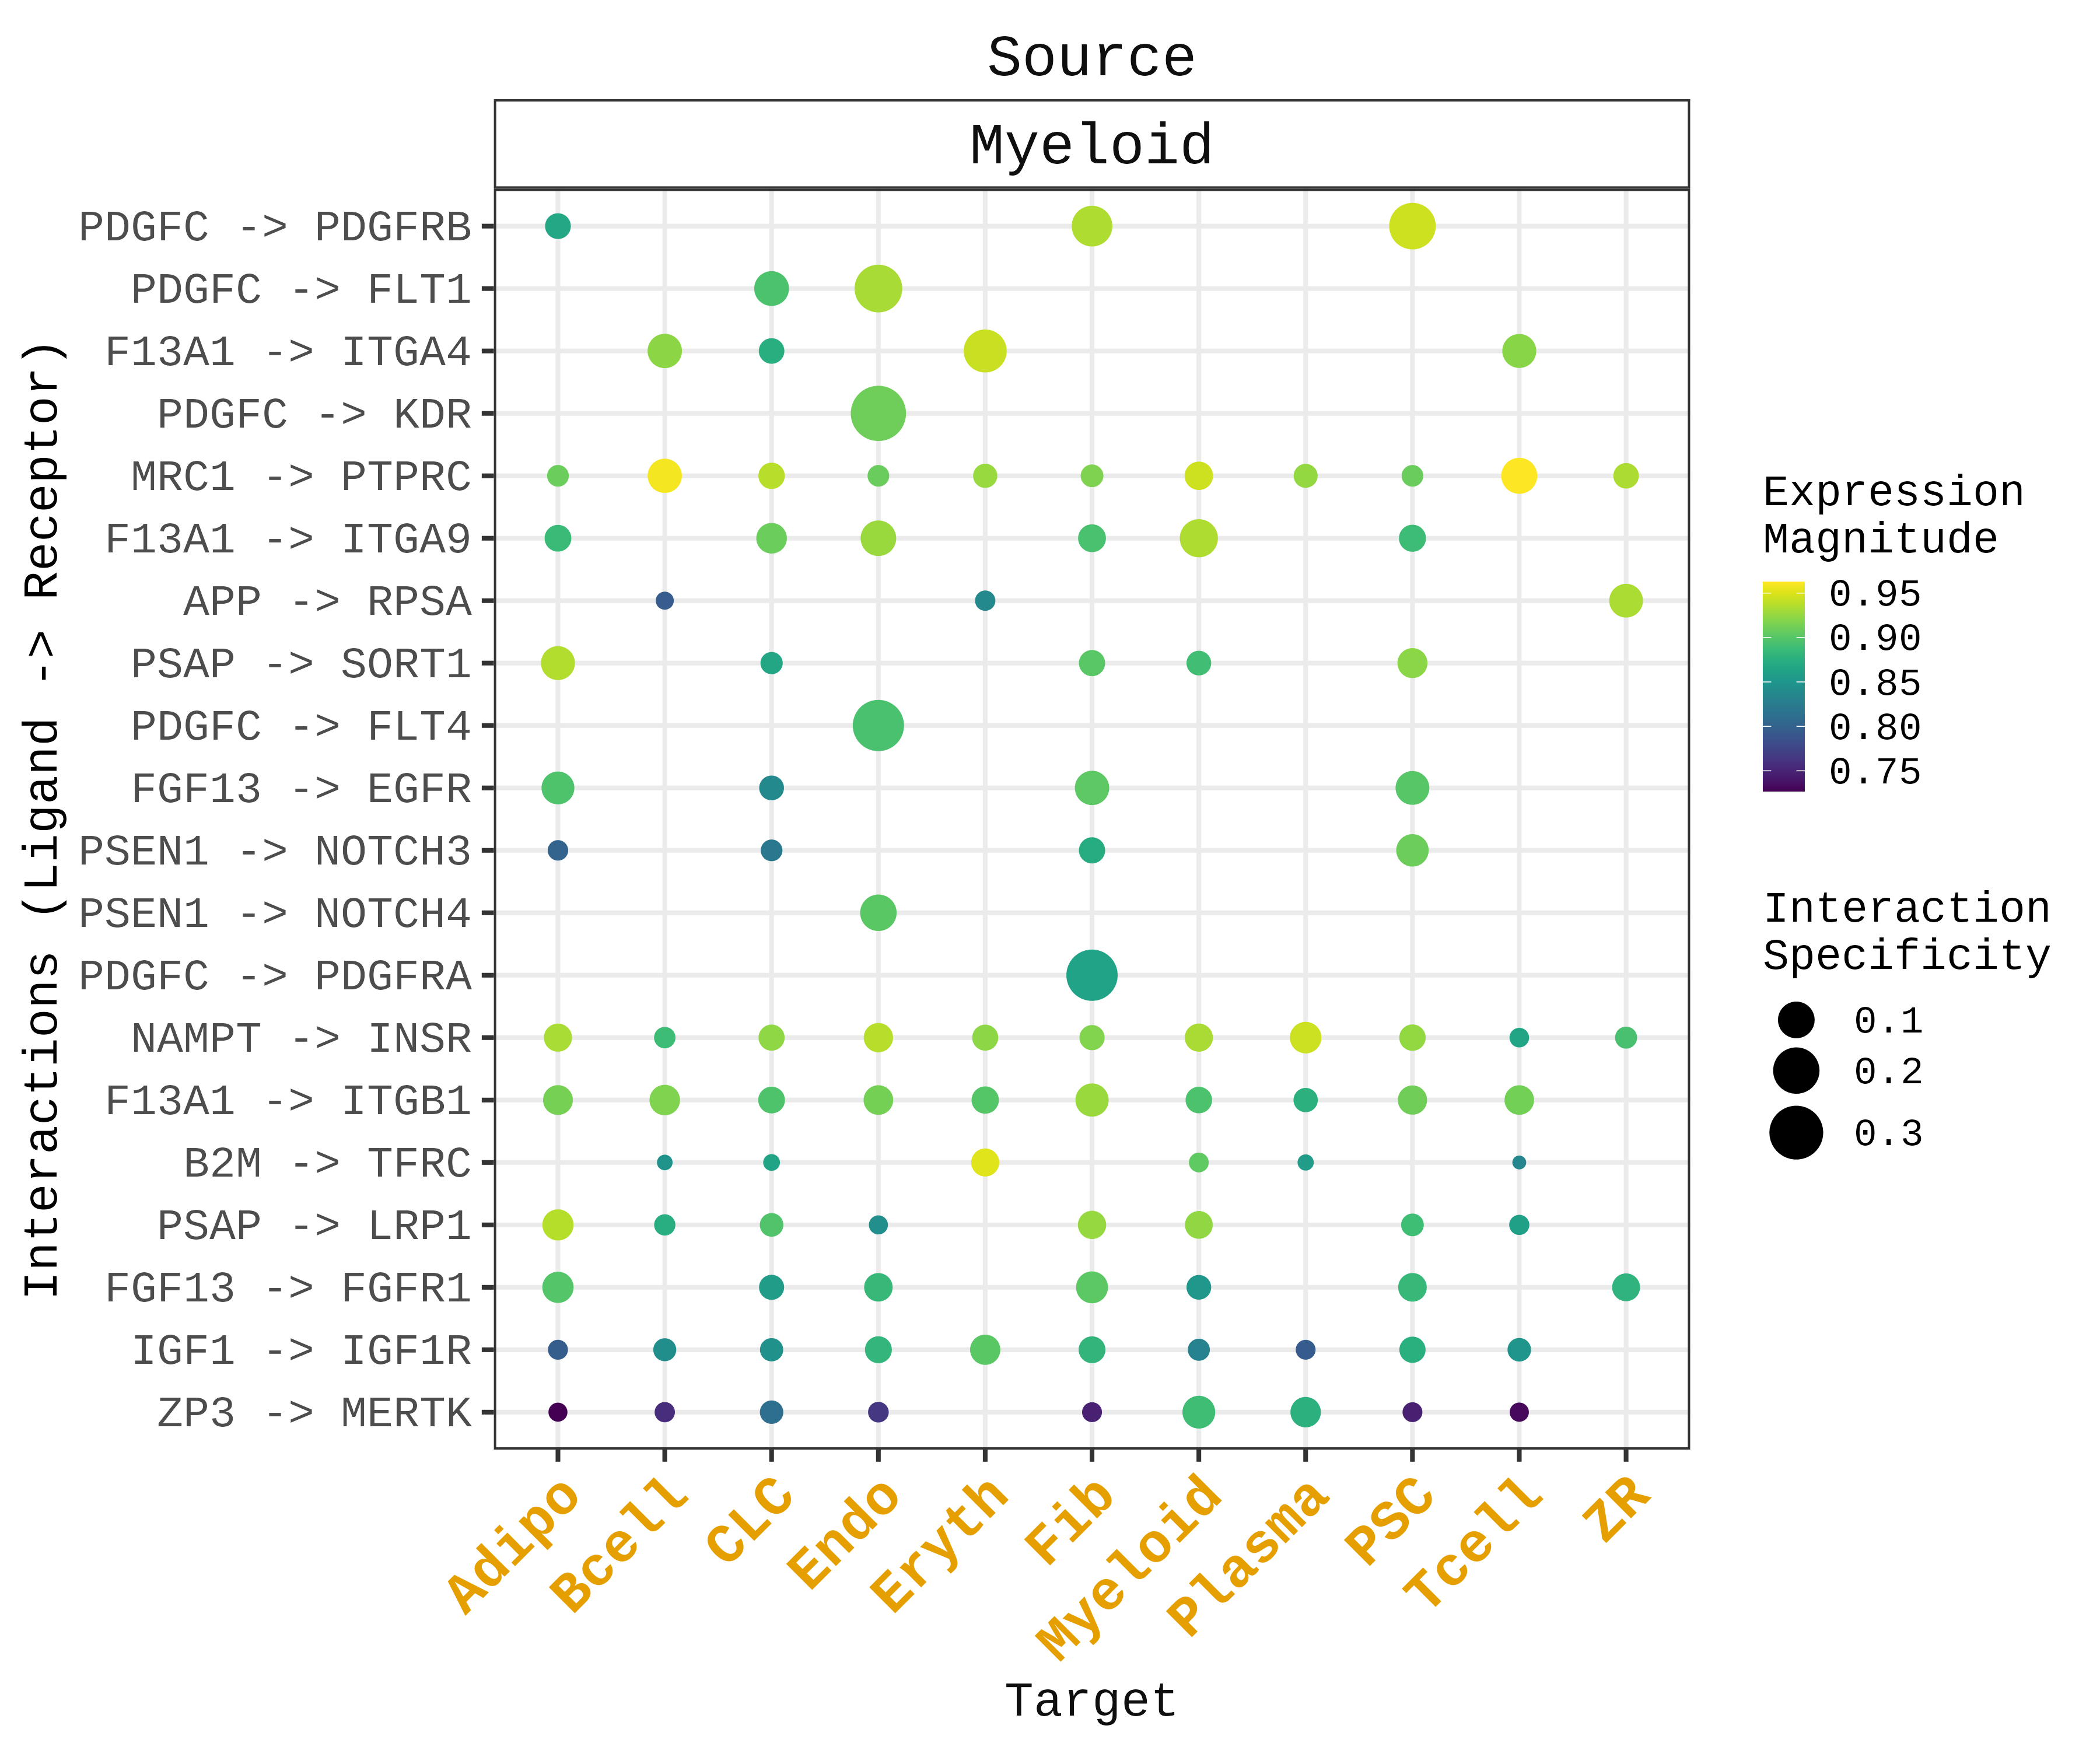 Source
Myeloid
Interactions (Ligand -> Receptor)
PDGFC -> PDGFRB
PDGFC -> FLT1
F13A1 -> ITGA4
PDGFC -> KDR
MRC1 -> PTPRC
F13A1 -> ITGA9
APP -> RPSA
PSAP -> SORT1
PDGFC -> FLT4
FGF13 -> EGFR
PSEN1 -> NOTCH3
PSEN1 -> NOTCH4
PDGFC -> PDGFRA
NAMPT -> INSR
F13A1 -> ITGB1
B2M -> TFRC
PSAP -> LRP1
FGF13 -> FGFR1
IGF1 -> IGF1R
ZP3 -> MERTK
Adipo
Bcell
CLC
Endo
Eryth
Fib
Myeloid
Plasma
PSC
Tcell
ZR
Target
Expression
Magnitude
0.95
0.90
0.85
0.80
0.75
Interaction
Specificity
0.1
0.2
0.3